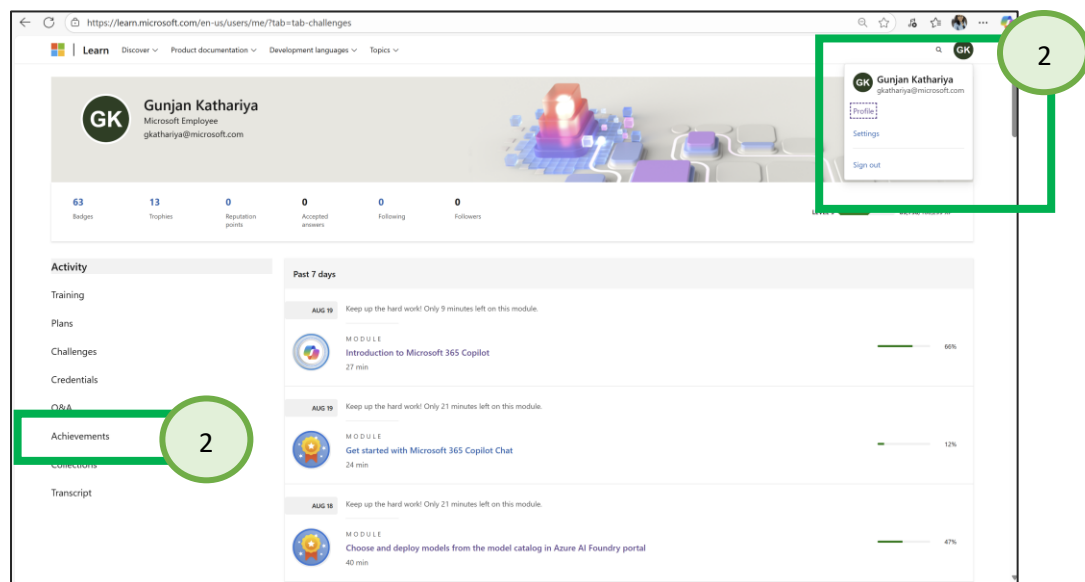 https://learn.microsoft.com/en-us/users/me/?tab=tab-challenges
Learn Discover Product documentation Development languages Topics GK
2
GK Gunjan Kathariya
gkathariya@microsoft.com
Profile
Settings
Sign out
GK
Gunjan Kathariya
Microsoft Employee
gkathariya@microsoft.com
63 13 0 0 0 0
Badges Trophies Reputation points Accepted answers Following Followers
Activity
Training
Plans
Challenges
Credentials
Q&A
Achievements
2
Collections
Transcript
Past 7 days
AUG 19 Keep up the hard work! Only 9 minutes left on this module.
MODULE
Introduction to Microsoft 365 Copilot 66%
27 min
AUG 19 Keep up the hard work! Only 21 minutes left on this module.
MODULE
Get started with Microsoft 365 Copilot Chat 12%
24 min
AUG 18 Keep up the hard work! Only 21 minutes left on this module.
MODULE
Choose and deploy models from the model catalog in Azure AI Foundry portal 47%
40 min